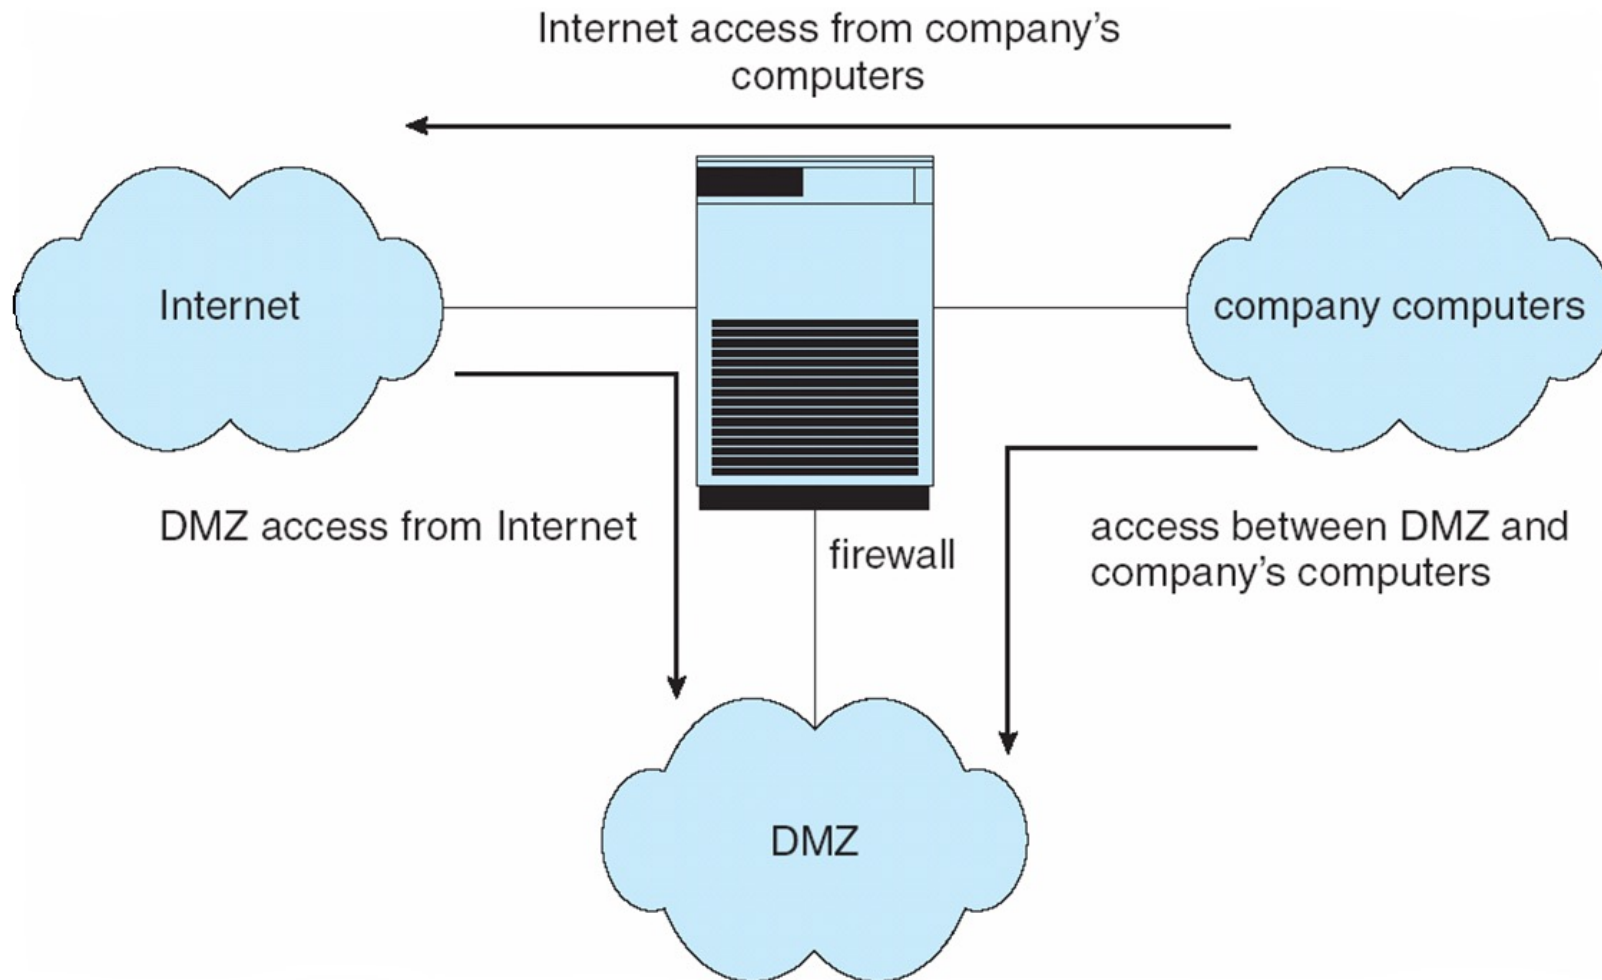 Internet access from company's
computers
Internet
company computers
DMZ access from Internet
firewall
access between DMZ and
company's computers
DMZ